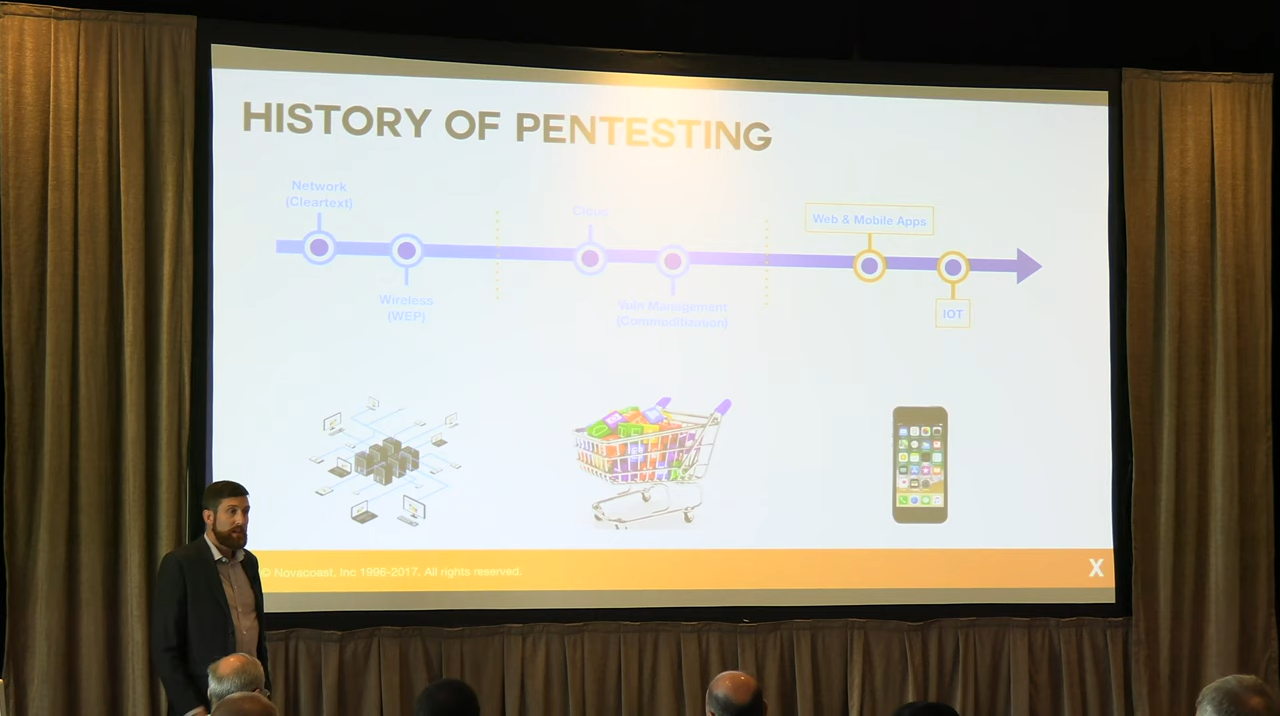 HISTORY OF PENTESTING
Network
(Cleartext)
Wireless
(WEP)
Cloud
Vuln Management
(Commoditization)
Web & Mobile Apps
IOT
© Novacoast, Inc 1996-2017. All rights reserved.
X